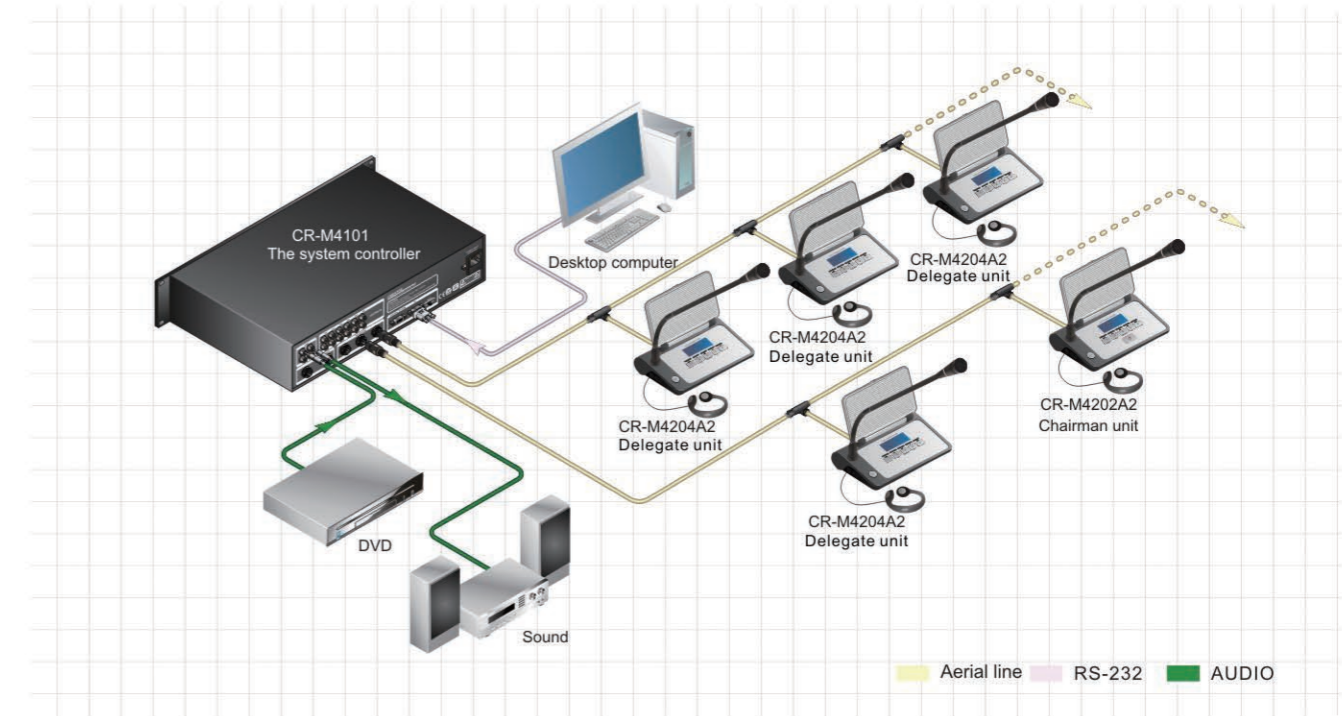 CR-M4101
The system controller
Desktop computer
CR-M4204A2
Delegate unit
CR-M4204A2
Delegate unit
CR-M4204A2
Delegate unit
CR-M4202A2
Chairman unit
CR-M4204A2
Delegate unit
DVD
Sound
Aerial line
RS-232
AUDIO